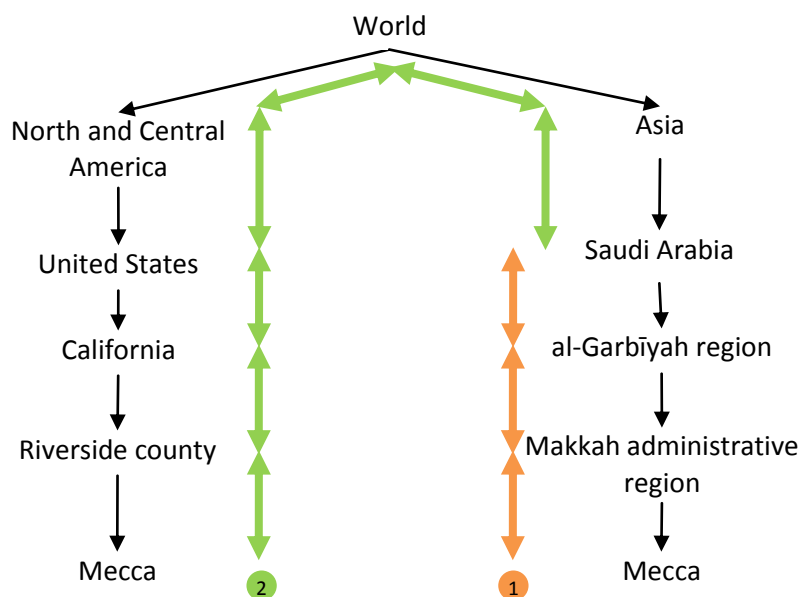 World
North and Central
America
Asia
United States
Saudi Arabia
California
al-Garbīyah region
Riverside county
Makkah administrative
region
Mecca
2
1
Mecca